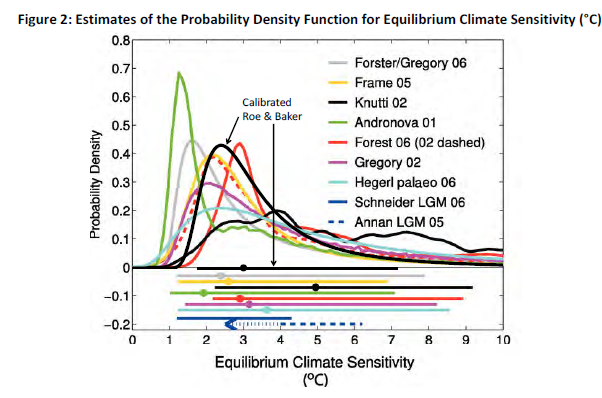 Figure 2: Estimates of the Probability Density Function for Equilibrium Climate Sensitivity (°C)
0.8
0.7
0.6
0.5
0.4
0.3
0.2
0.1
0
−0.1
−0.2
Probability Density
Calibrated
Roe & Baker
Forster/Gregory 06
Frame 05
Knutti 02
Andronova 01
Forest 06 (02 dashed)
Gregory 02
Hegerl palaeo 06
Schneider LGM 06
Annan LGM 05
0 1 2 3 4 5 6 7 8 9 10
Equilibrium Climate Sensitivity
(°C)